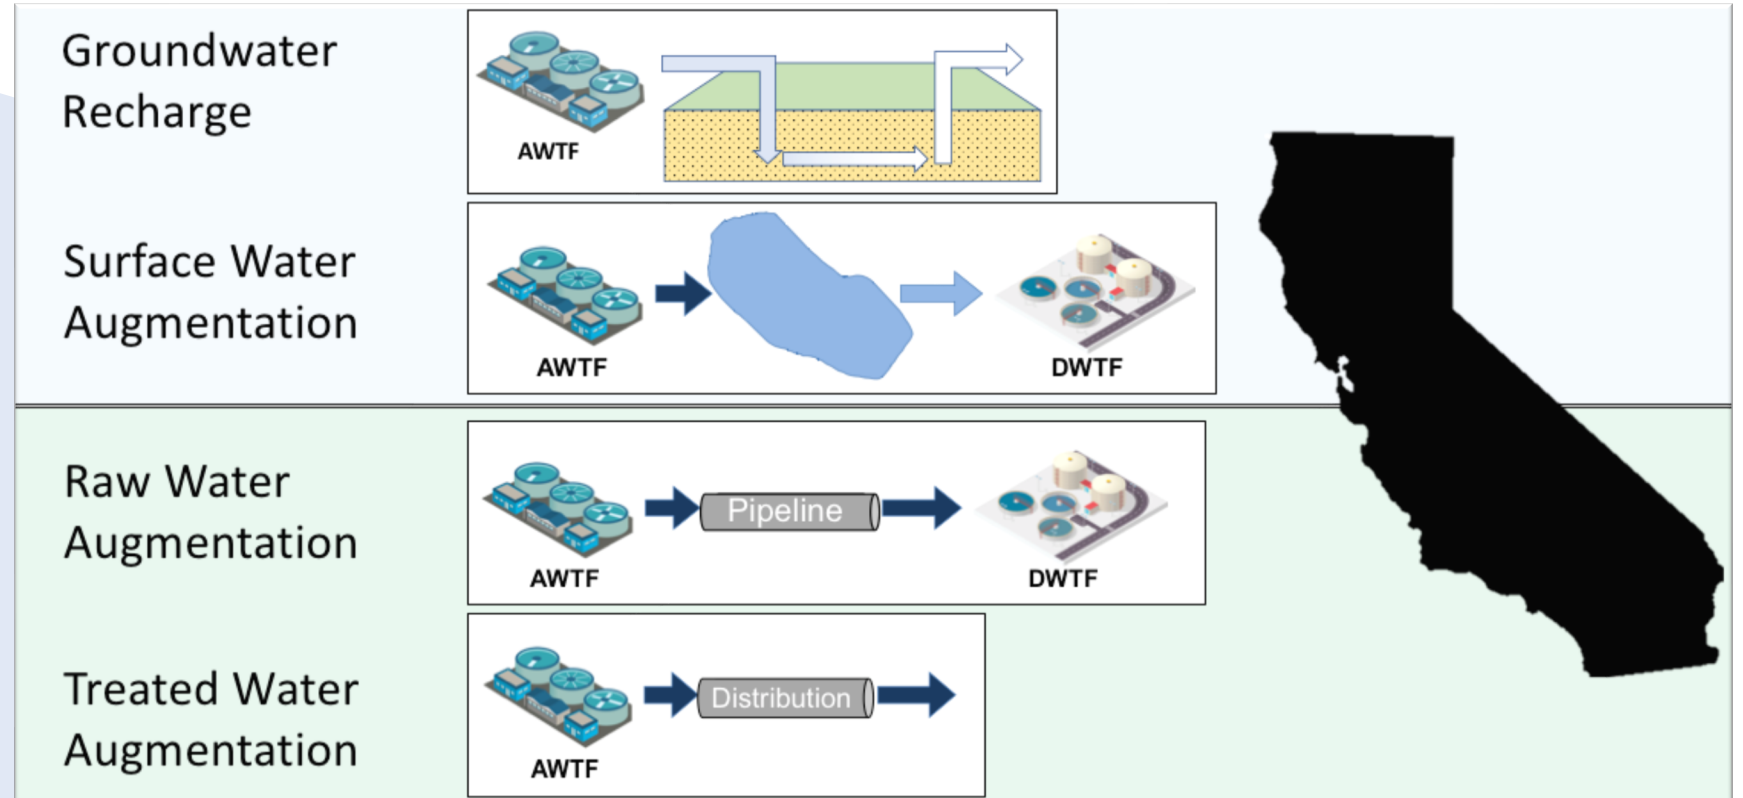 Groundwater
Recharge
AWTF
Surface Water
Augmentation
AWTF
DWTF
Raw Water
Augmentation
Pipeline
AWTF
DWTF
Treated Water
Augmentation
Distribution
AWTF